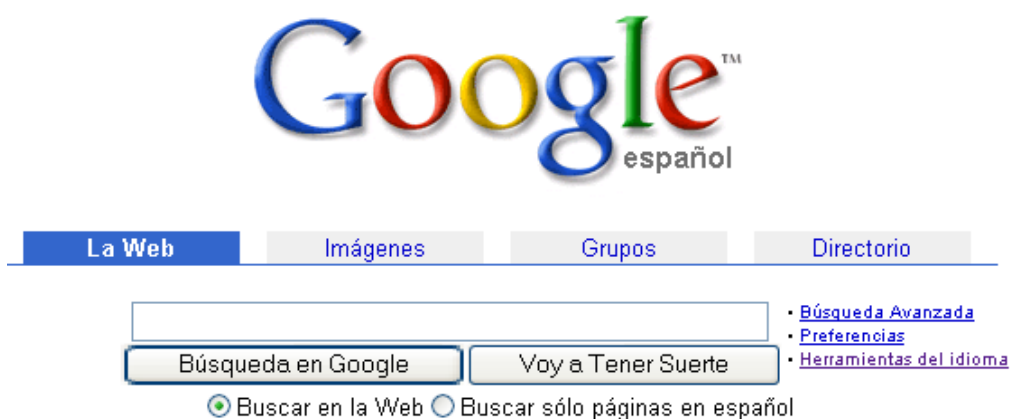 Google™
español
La Web Imágenes Grupos Directorio
· Búsqueda Avanzada
· Preferencias
· Herramientas del idioma
Búsqueda en Google Voy a Tener Suerte
Buscar en la Web Buscar sólo páginas en español